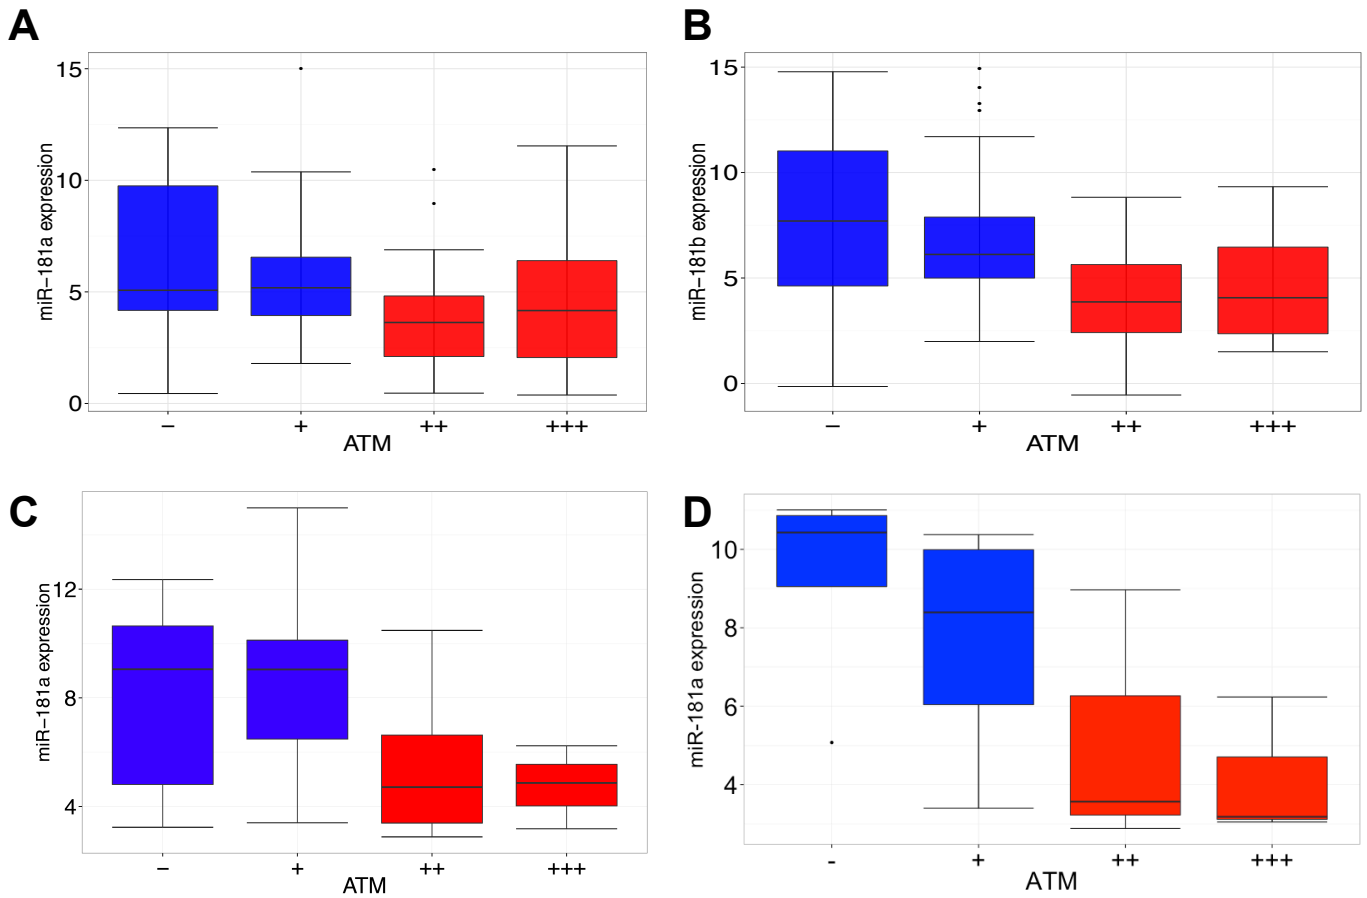 A
miR−181a expression
15
10
5
0
− + ++ +++
ATM
B
miR−181b expression
15
10
5
0
− + ++ +++
ATM
C
miR−181a expression
12
8
4
− + ++ +++
ATM
D
miR-181a expression
10
8
6
4
- + ++ +++
ATM